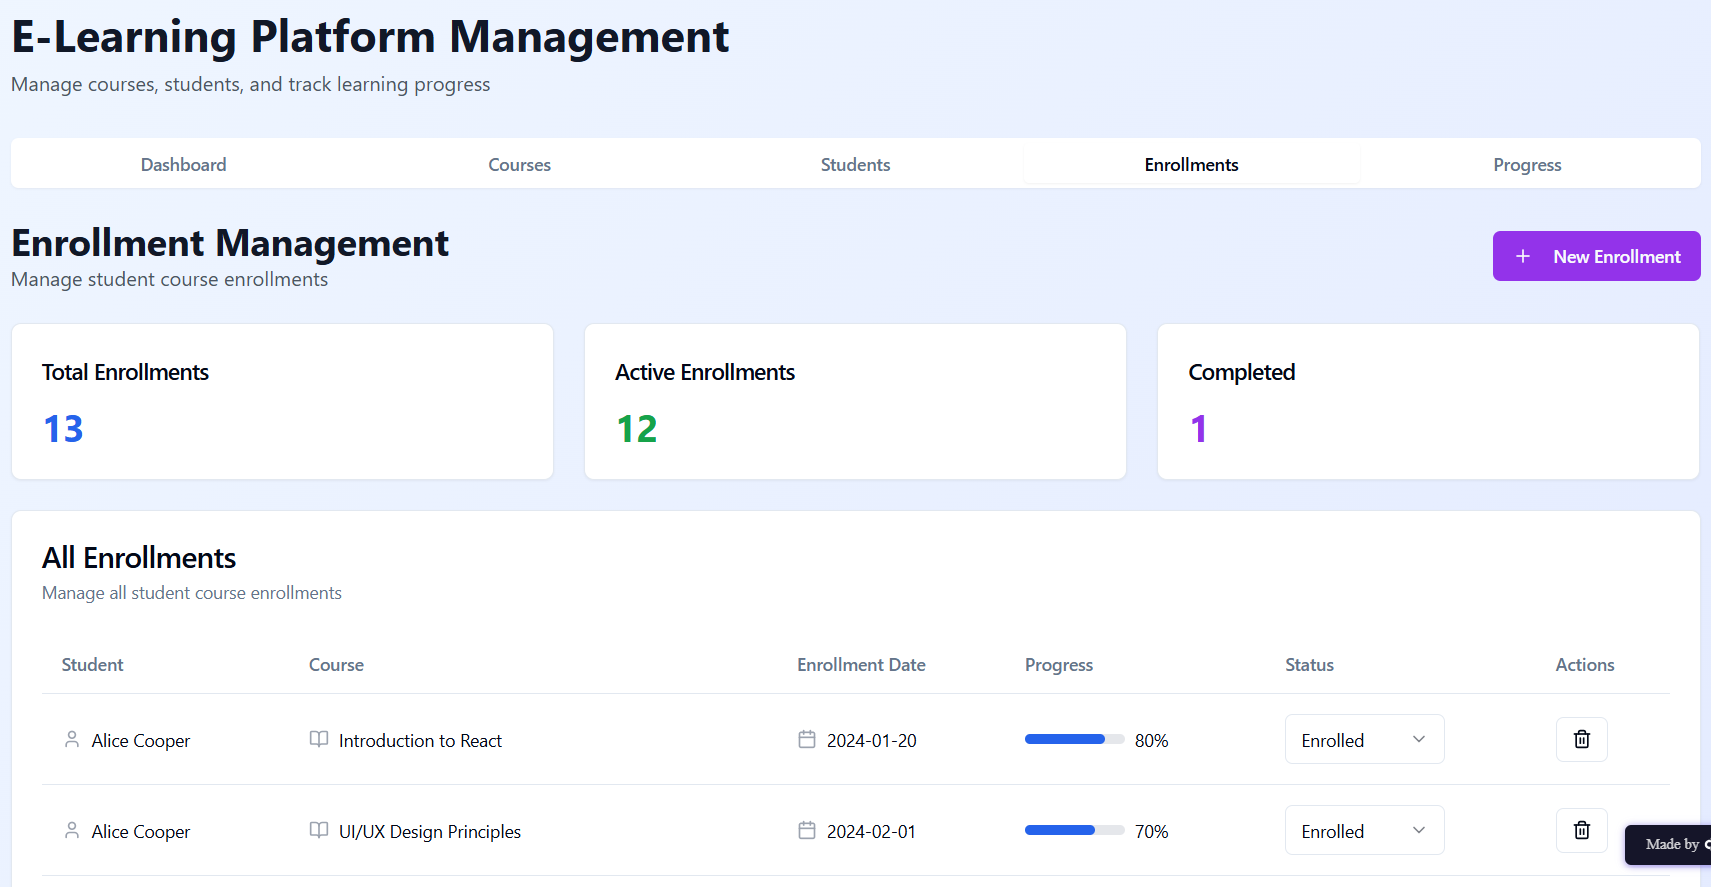 E-Learning Platform Management
Manage courses, students, and track learning progress
Dashboard Courses Students Enrollments Progress
Enrollment Management
Manage student course enrollments
+ New Enrollment
Total Enrollments Active Enrollments Completed
13 12 1
All Enrollments
Manage all student course enrollments
Student Course Enrollment Date Progress Status Actions
Alice Cooper Introduction to React 2024-01-20 80% Enrolled
Alice Cooper UI/UX Design Principles 2024-02-01 70% Enrolled
Made by